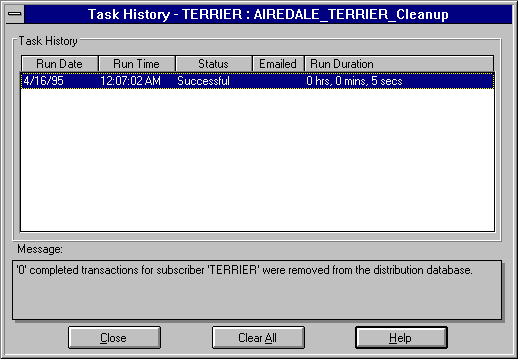 Task History - TERRIER : AIREDALE_TERRIER_Cleanup
Task History
Run Date Run Time Status Emailed Run Duration
4/16/95 12:07:02 AM Successful 0 hrs, 0 mins, 5 secs
Message:
'0' completed transactions for subscriber 'TERRIER' were removed from the distribution database.
Close Clear All Help